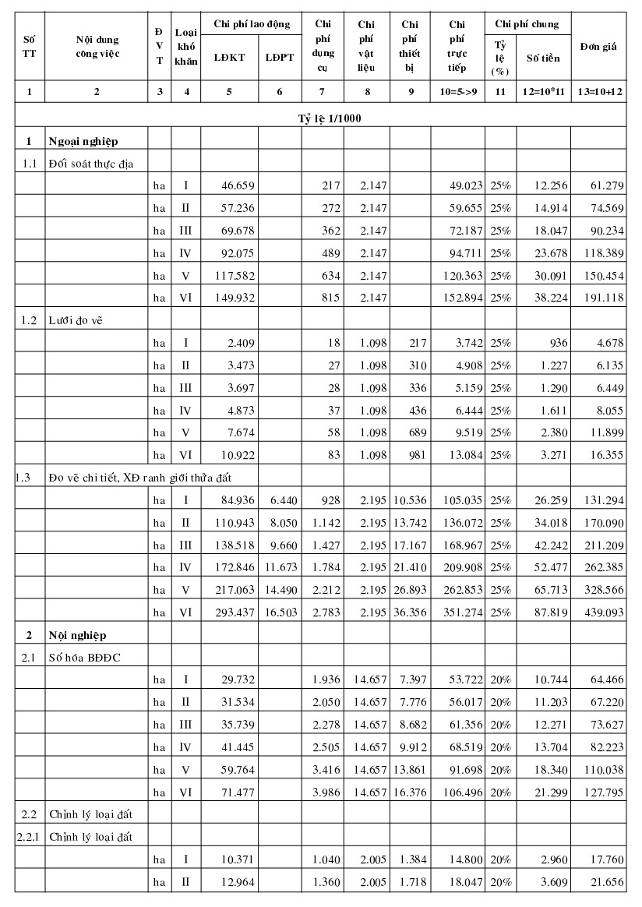 Số TT | Nội dung công việc | ĐVT | Loại khó khăn | Chi phí lao động | Chi phí dụng cụ | Chi phí vật liệu | Chi phí thiết bị | Chi phí trực tiếp | Chi phí chung | Đơn giá
LĐKT | LĐPT | Tỷ lệ (%) | Số tiền
1 | 2 | 3 | 4 | 5 | 6 | 7 | 8 | 9 | 10=5->9 | 11 | 12=10*11 | 13=10+12
Tỷ lệ 1/1000
1 Ngoại nghiệp
1.1 Đối soát thực địa
ha I 46.659 217 2.147 49.023 25% 12.256 61.279
ha II 57.236 272 2.147 59.655 25% 14.914 74.569
ha III 69.678 362 2.147 72.187 25% 18.047 90.234
ha IV 92.075 489 2.147 94.711 25% 23.678 118.389
ha V 117.582 634 2.147 120.363 25% 30.091 150.454
ha VI 149.932 815 2.147 152.894 25% 38.224 191.118
1.2 Lưới đo vẽ
ha I 2.409 18 1.098 217 3.742 25% 936 4.678
ha II 3.473 27 1.098 310 4.908 25% 1.227 6.135
ha III 3.697 28 1.098 336 5.159 25% 1.290 6.449
ha IV 4.873 37 1.098 436 6.444 25% 1.611 8.055
ha V 7.674 58 1.098 689 9.519 25% 2.380 11.899
ha VI 10.922 83 1.098 981 13.084 25% 3.271 16.355
1.3 Đo vẽ chi tiết, XĐ ranh giới thửa đất
ha I 84.936 6.440 928 2.195 10.536 105.035 25% 26.259 131.294
ha II 110.943 8.050 1.142 2.195 13.742 136.072 25% 34.018 170.090
ha III 138.518 9.660 1.427 2.195 17.167 168.967 25% 42.242 211.209
ha IV 172.846 11.673 1.784 2.195 21.410 209.908 25% 52.477 262.385
ha V 217.063 14.490 2.212 2.195 26.893 262.853 25% 65.713 328.566
ha VI 293.437 16.503 2.783 2.195 36.356 351.274 25% 87.819 439.093
2 Nội nghiệp
2.1 Số hóa BĐĐC
ha I 29.732 1.936 14.657 7.397 53.722 20% 10.744 64.466
ha II 31.534 2.050 14.657 7.776 56.017 20% 11.203 67.220
ha III 35.739 2.278 14.657 8.682 61.356 20% 12.271 73.627
ha IV 41.445 2.505 14.657 9.912 68.519 20% 13.704 82.223
ha V 59.764 3.416 14.657 13.861 91.698 20% 18.340 110.038
ha VI 71.477 3.986 14.657 16.376 106.496 20% 21.299 127.795
2.2 Chỉnh lý loại đất
2.2.1 Chỉnh lý loại đất
ha I 10.371 1.040 2.005 1.384 14.800 20% 2.960 17.760
ha II 12.964 1.360 2.005 1.718 18.047 20% 3.609 21.656